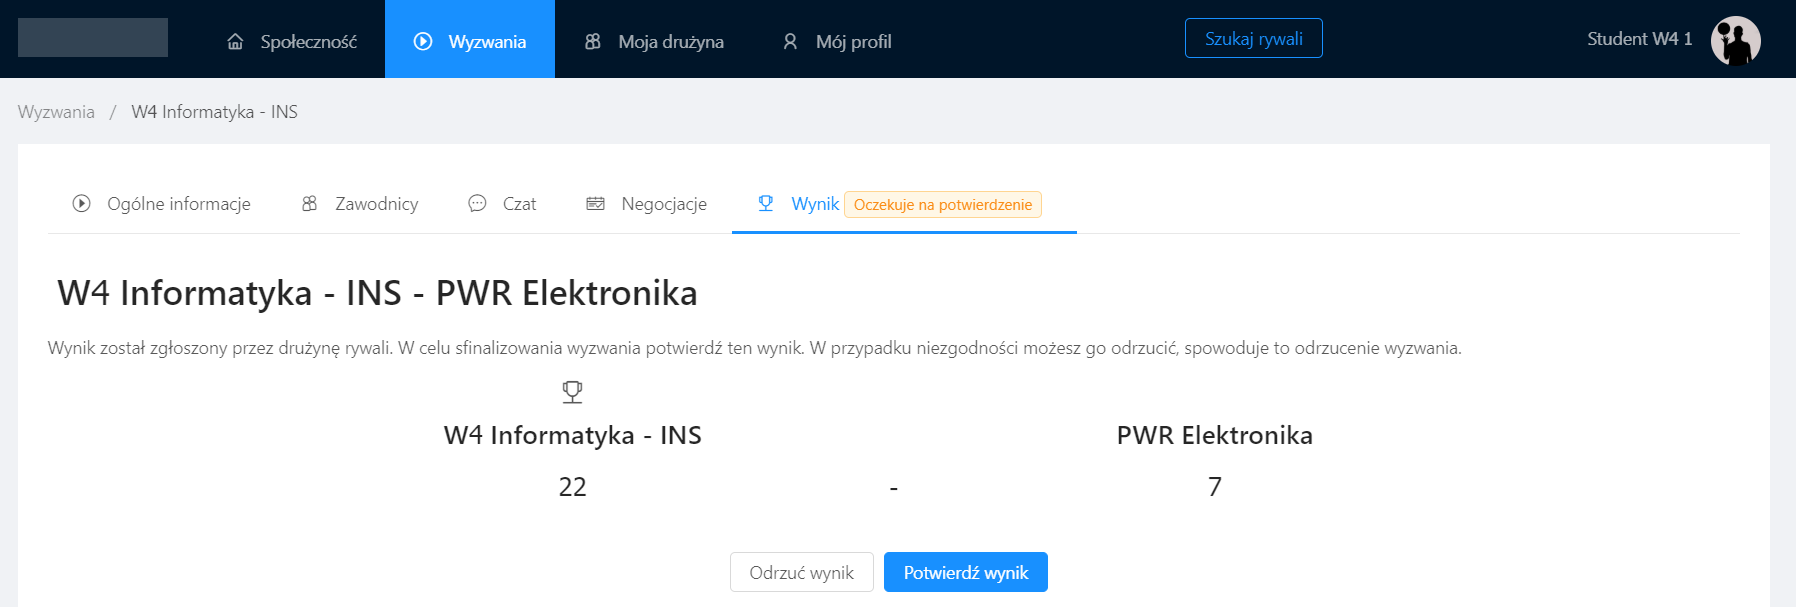 Społeczność Wyzwania Moja drużyna Mój profil Szukaj rywali Student W4 1
Wyzwania / W4 Informatyka - INS
Ogólne informacje Zawodnicy Czat Negocjacje Wynik Oczekuje na potwierdzenie
W4 Informatyka - INS - PWR Elektronika
Wynik został zgłoszony przez drużynę rywali. W celu sfinalizowania wyzwania potwierdź ten wynik. W przypadku niezgodności możesz go odrzucić, spowoduje to odrzucenie wyzwania.
W4 Informatyka - INS PWR Elektronika
22 - 7
Odrzuć wynik Potwierdź wynik